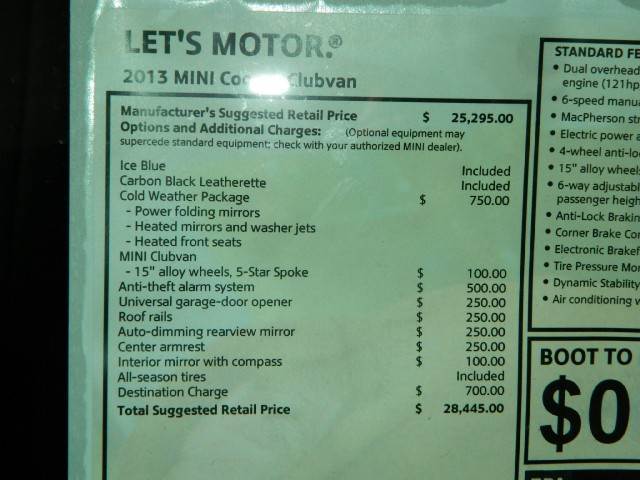 LET'S MOTOR.®
2013 MINI Clubvan
Manufacturer's Suggested Retail Price $ 25,295.00
Options and Additional Charges: (Optional equipment may
supercede standard equipment; check with your authorized MINI dealer).
Ice Blue Included
Carbon Black Leatherette Included
Cold Weather Package $ 750.00
- Power folding mirrors
- Heated mirrors and washer jets
- Heated front seats
MINI Clubvan
- 15" alloy wheels, 5-Star Spoke $ 100.00
Anti-theft alarm system $ 500.00
Universal garage-door opener $ 250.00
Roof rails $ 250.00
Auto-dimming rearview mirror $ 250.00
Center armrest $ 250.00
Interior mirror with compass $ 100.00
All-season tires Included
Destination Charge $ 700.00
Total Suggested Retail Price $ 28,445.00
STANDARD FE
• Dual overhead
engine (121hp
• 6-speed manu
• MacPherson str
• Electric power a
• 4-wheel anti-lo
• 15" alloy wheel
• 6-way adjustabl
passenger heigh
• Anti-Lock Brakin
• Corner Brake Con
• Electronic Brakef
• Tire Pressure Mon
• Dynamic Stability
• Air conditioning w
BOOT TO
$0